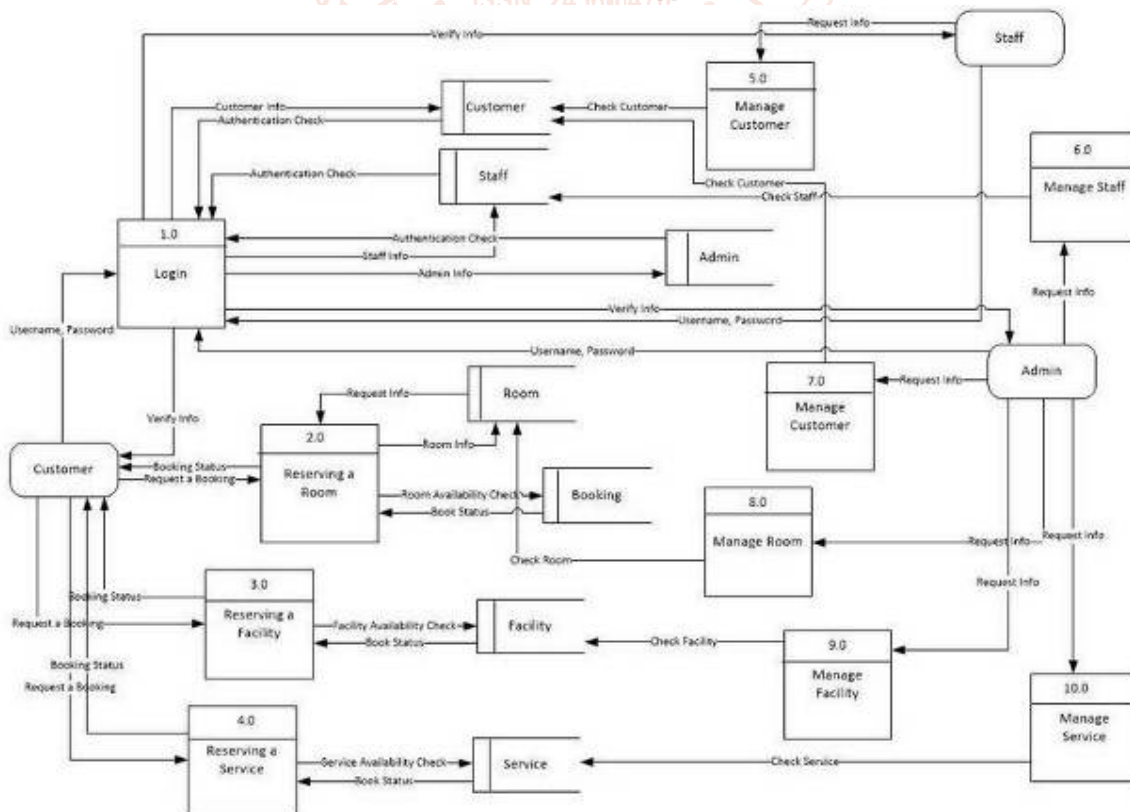 Request Info
Staff
Verify Info
5.0
Manage
Customer
Customer Info
Customer
Check Customer
Authentication Check
6.0
Manage Staff
Authentication Check
Staff
Check Customer
Check Staff
1.0
Login
Authentication Check
Staff Info
Admin
Admin Info
Request Info
Verify Info
Username, Password
Username, Password
Username, Password
Admin
7.0
Manage
Customer
Request Info
Request Info
Room
Verify Info
2.0
Reserving a
Room
Room Info
Customer
Booking Status
Request a Booking
Room Availability Check
Booking
Book Status
8.0
Manage Room
Request Info
Request Info
Check Room
Request Info
3.0
Reserving a
Facility
Booking Status
Request a Booking
Facility Availability Check
Facility
Book Status
Check Facility
9.0
Manage
Facility
Booking Status
Request a Booking
10.0
Manage
Service
4.0
Reserving a
Service
Service Availability Check
Service
Check Service
Book Status